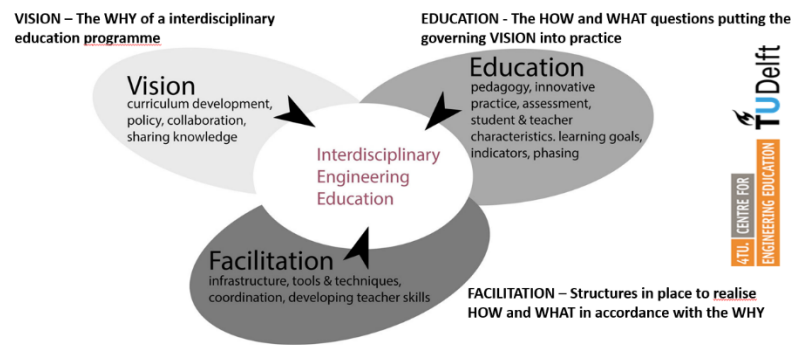 VISION – The WHY of a interdisciplinary
education programme
EDUCATION - The HOW and WHAT questions putting the
governing VISION into practice
Vision
curriculum development,
policy, collaboration,
sharing knowledge
Education
pedagogy, innovative
practice, assessment,
student & teacher
characteristics. learning goals,
indicators, phasing
Interdisciplinary
Engineering
Education
Facilitation
infrastructure, tools & techniques,
coordination, developing teacher skills
FACILITATION – Structures in place to realise
HOW and WHAT in accordance with the WHY
TUDelft
4TU. CENTRE FOR
ENGINEERING EDUCATION